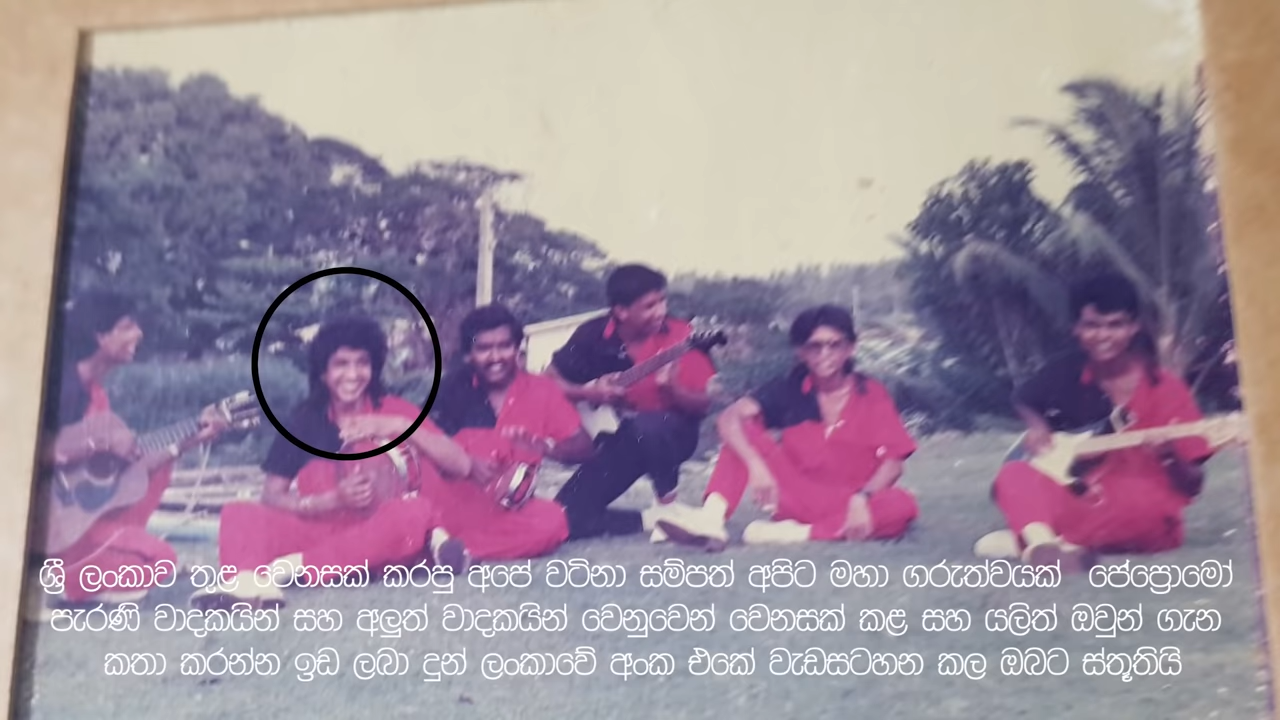 ශ්‍රී ලංකාව තුළ වෙනසක් කරපු අපේ වටිනා සම්පත් අපිට මහා ගරුත්වයක් පේප්‍රොමෝ
පැරණි වාදකයින් සහ අලුත් වාදකයින් වෙනුවෙන් වෙනසක් කළ සහ යලිත් ඔවුන් ගැන
කතා කරන්න ඉඩ ලබා දුන් ලංකාවේ අංක එකේ වැඩසටහන කල ඔබට ස්තූතියි